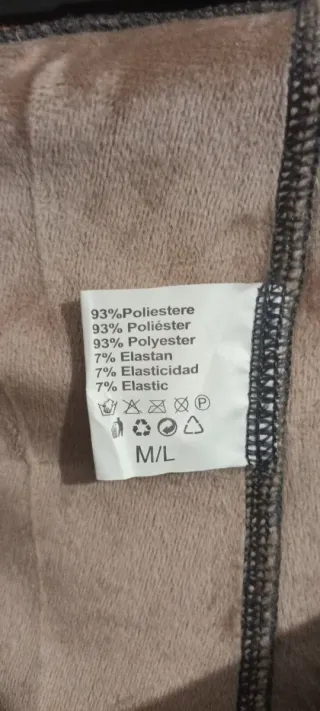 93%Poliestere
93% Poliéster
93% Polyester
7% Elastan
7% Elasticidad
7% Elastic
P
M/L